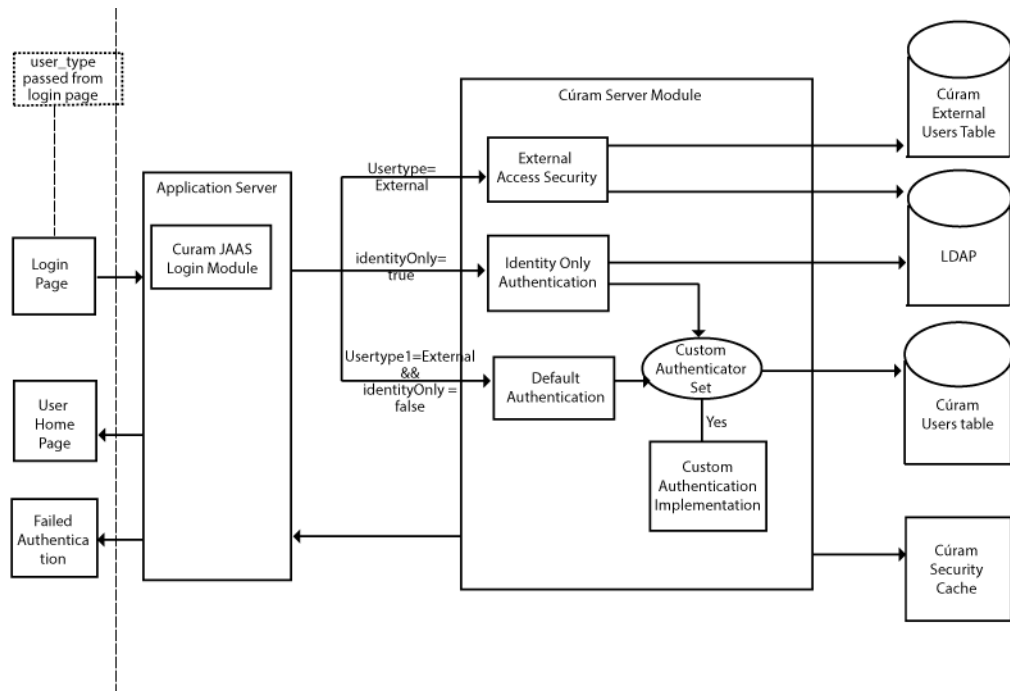 user_type
passed from
login page
Login
Page
User
Home
Page
Failed
Authentica
tion
Application Server
Curam JAAS
Login Module
Usertype=
External
identityOnly=
true
Usertype1=External
&&
identityOnly =
false
Cúram Server Module
External
Access Security
Identity Only
Authentication
Default
Authentication
Custom
Authenticator
Set
Yes
Custom
Authentication
Implementation
Cúram
External
Users Table
LDAP
Cúram
Users table
Cúram
Security
Cache